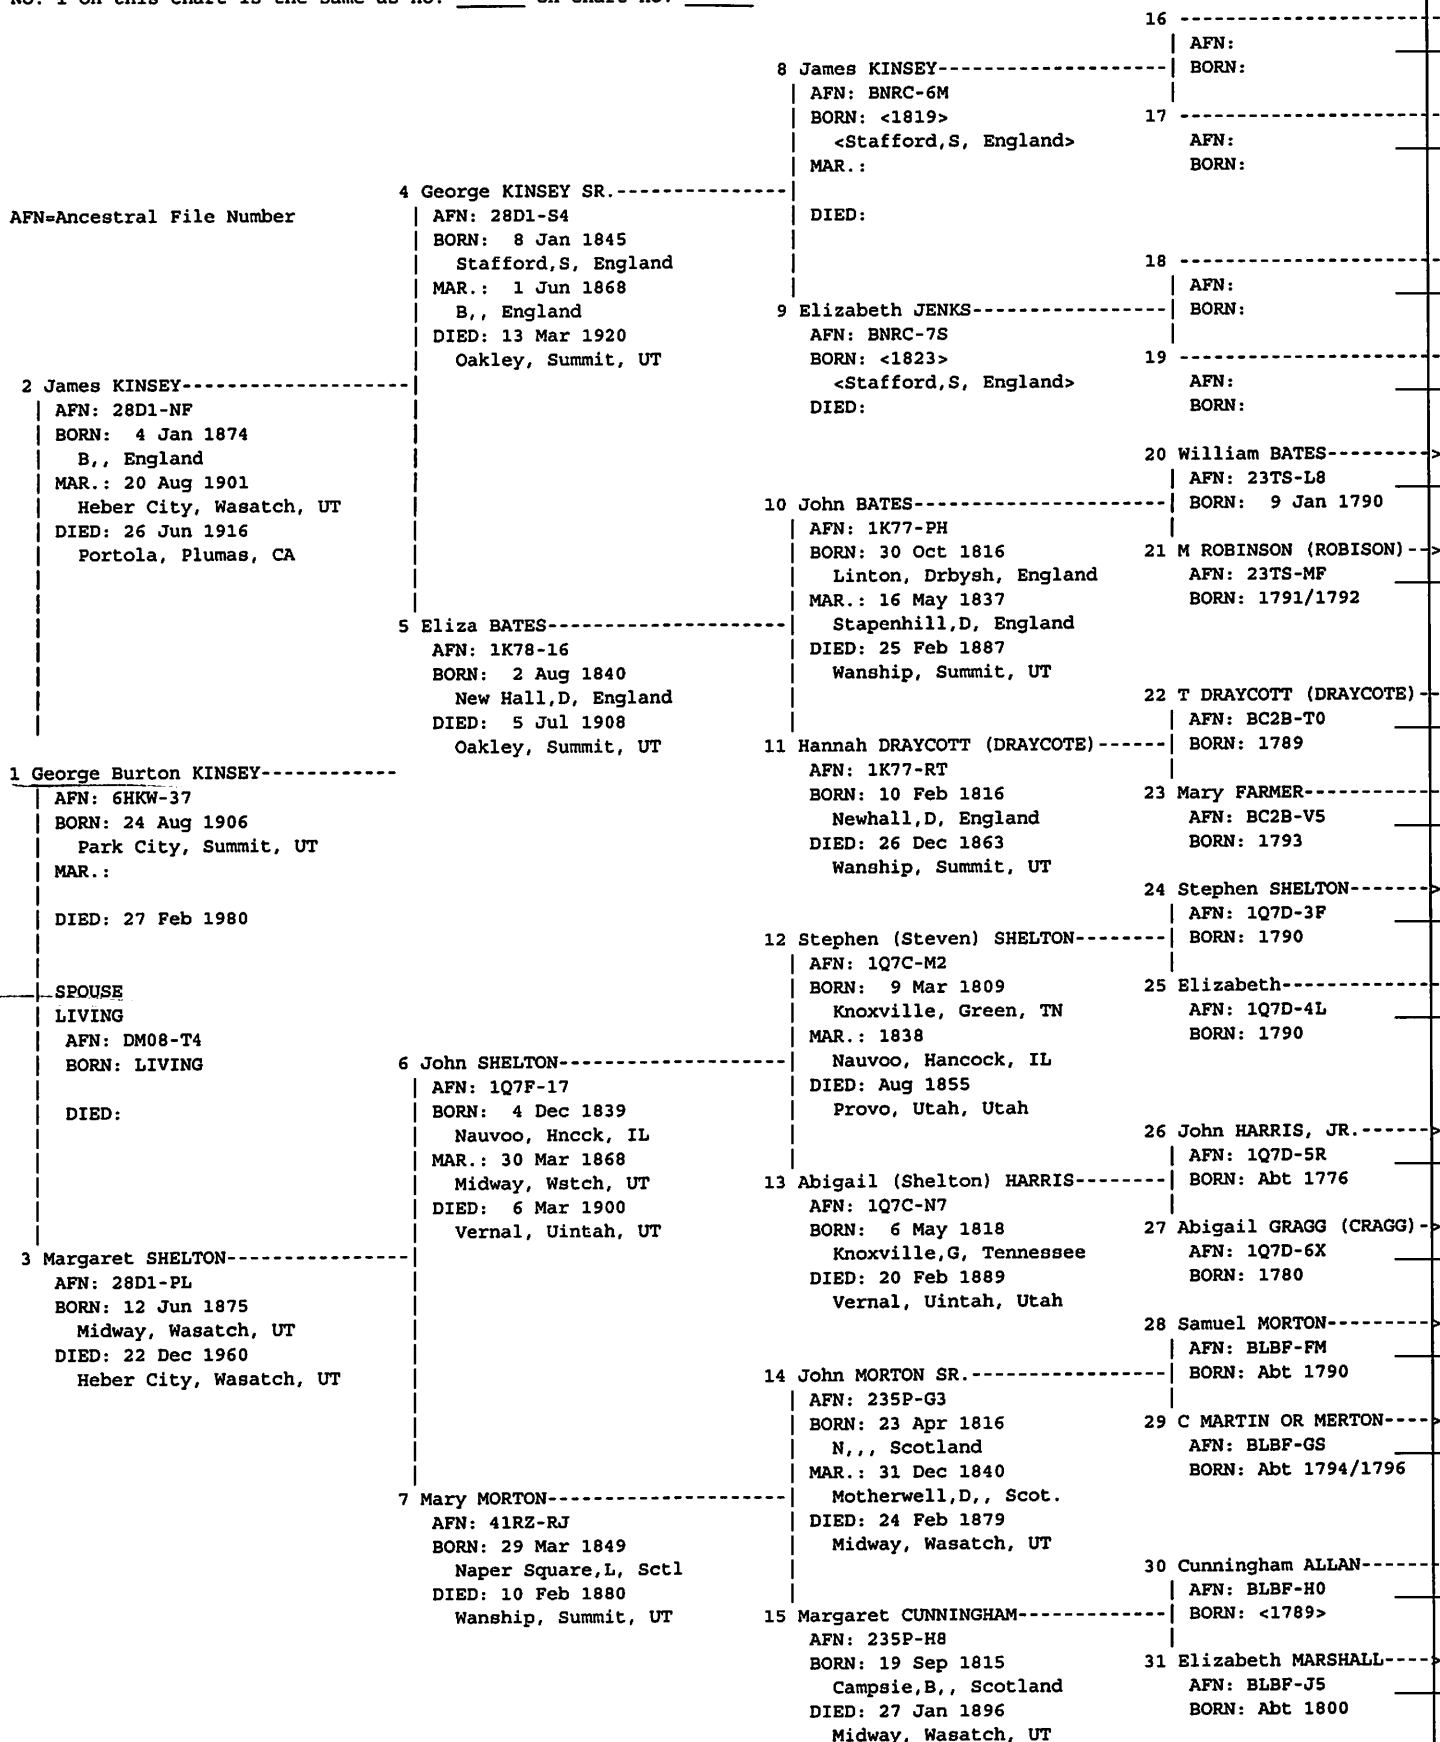 No. 1 on this chart is the same as no. _____ on chart no. _____
AFN=Ancestral File Number
1 George Burton KINSEY------------
AFN: 6HKW-37
BORN: 24 Aug 1906
Park City, Summit, UT
MAR.:
DIED: 27 Feb 1980
SPOUSE
LIVING
AFN: DM08-T4
BORN: LIVING
DIED:
2 James KINSEY-------------------
AFN: 28D1-NF
BORN: 4 Jan 1874
B,, England
MAR.: 20 Aug 1901
Heber City, Wasatch, UT
DIED: 26 Jun 1916
Portola, Plumas, CA
3 Margaret SHELTON---------------
AFN: 28D1-PL
BORN: 12 Jun 1875
Midway, Wasatch, UT
DIED: 22 Dec 1960
Heber City, Wasatch, UT
4 George KINSEY SR.---------------
AFN: 28D1-S4
BORN: 8 Jan 1845
Stafford,S, England
MAR.: 1 Jun 1868
B,, England
DIED: 13 Mar 1920
Oakley, Summit, UT
5 Eliza BATES---------------------
AFN: 1K78-16
BORN: 2 Aug 1840
New Hall,D, England
DIED: 5 Jul 1908
Oakley, Summit, UT
6 John SHELTON--------------------
AFN: 1Q7F-17
BORN: 4 Dec 1839
Nauvoo, Hncck, IL
MAR.: 30 Mar 1868
Midway, Wstch, UT
DIED: 6 Mar 1900
Vernal, Uintah, UT
7 Mary MORTON---------------------
AFN: 41RZ-RJ
BORN: 29 Mar 1849
Naper Square,L, Sctl
DIED: 10 Feb 1880
Wanship, Summit, UT
8 James KINSEY--------------------
AFN: BNRC-6M
BORN: <1819>
<Stafford,S, England>
MAR.:
DIED:
9 Elizabeth JENKS-----------------
AFN: BNRC-7S
BORN: <1823>
<Stafford,S, England>
DIED:
10 John BATES----------------------
AFN: 1K77-PH
BORN: 30 Oct 1816
Linton, Drbysh, England
MAR.: 16 May 1837
Stapenhill,D, England
DIED: 25 Feb 1887
Wanship, Summit, UT
11 Hannah DRAYCOTT (DRAYCOTE)------
AFN: 1K77-RT
BORN: 10 Feb 1816
Newhall,D, England
DIED: 26 Dec 1863
Wanship, Summit, UT
12 Stephen (Steven) SHELTON--------
AFN: 1Q7C-M2
BORN: 9 Mar 1809
Knoxville, Green, TN
MAR.: 1838
Nauvoo, Hancock, IL
DIED: Aug 1855
Provo, Utah, Utah
13 Abigail (Shelton) HARRIS--------
AFN: 1Q7C-N7
BORN: 6 May 1818
Knoxville,G, Tennessee
DIED: 20 Feb 1889
Vernal, Uintah, Utah
14 John MORTON SR.-----------------
AFN: 235P-G3
BORN: 23 Apr 1816
N,,, Scotland
MAR.: 31 Dec 1840
Motherwell,D,, Scot.
DIED: 24 Feb 1879
Midway, Wasatch, UT
15 Margaret CUNNINGHAM-------------
AFN: 235P-H8
BORN: 19 Sep 1815
Campsie,B,, Scotland
DIED: 27 Jan 1896
Midway, Wasatch, UT
16 -----------------------
AFN:
BORN:
17 -----------------------
AFN:
BORN:
18 -----------------------
AFN:
BORN:
19 -----------------------
AFN:
BORN:
20 William BATES--------->
AFN: 23TS-L8
BORN: 9 Jan 1790
21 M ROBINSON (ROBISON)-->
AFN: 23TS-MF
BORN: 1791/1792
22 T DRAYCOTT (DRAYCOTE)--
AFN: BC2B-T0
BORN: 1789
23 Mary FARMER------------
AFN: BC2B-V5
BORN: 1793
24 Stephen SHELTON------->
AFN: 1Q7D-3F
BORN: 1790
25 Elizabeth--------------
AFN: 1Q7D-4L
BORN: 1790
26 John HARRIS, JR.------>
AFN: 1Q7D-5R
BORN: Abt 1776
27 Abigail GRAGG (CRAGG)->
AFN: 1Q7D-6X
BORN: 1780
28 Samuel MORTON--------->
AFN: BLBF-FM
BORN: Abt 1790
29 C MARTIN OR MERTON---->
AFN: BLBF-GS
BORN: Abt 1794/1796
30 Cunningham ALLAN-------
AFN: BLBF-H0
BORN: <1789>
31 Elizabeth MARSHALL---->
AFN: BLBF-J5
BORN: Abt 1800